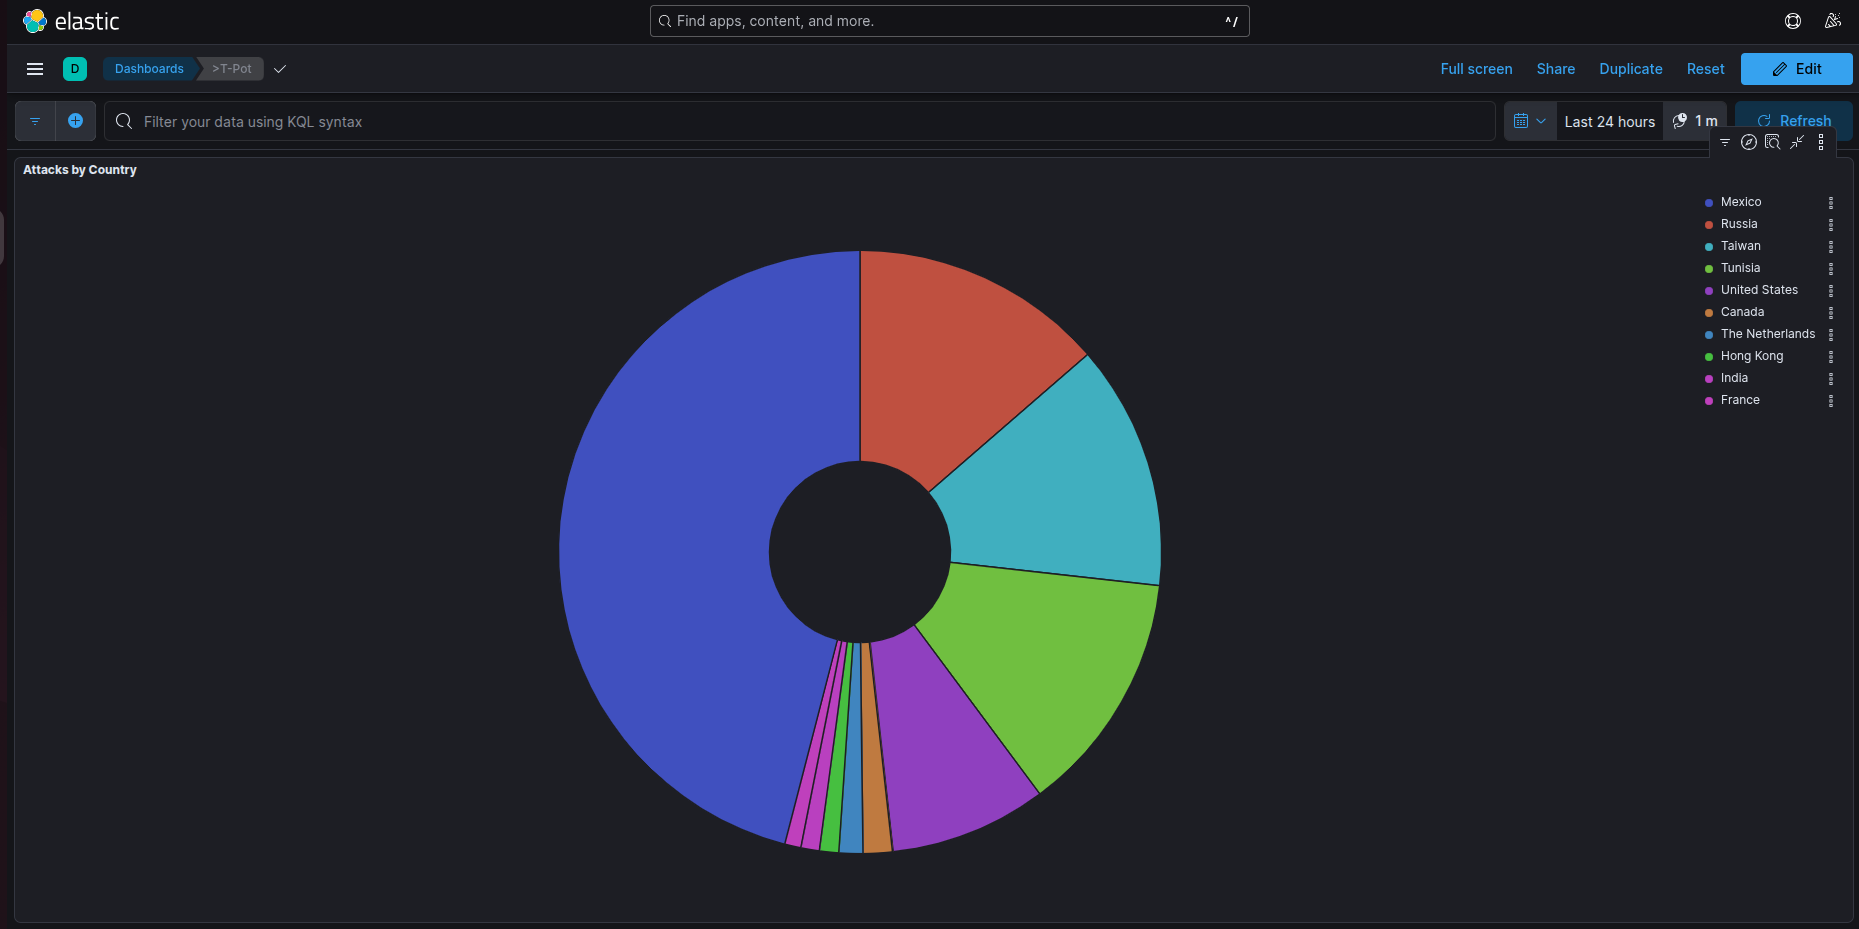 elastic
Find apps, content, and more.
^/
D
Dashboards
>T-Pot
Full screen
Share
Duplicate
Reset
Edit
Filter your data using KQL syntax
Last 24 hours
1 m
Refresh
Attacks by Country
Mexico
Russia
Taiwan
Tunisia
United States
Canada
The Netherlands
Hong Kong
India
France